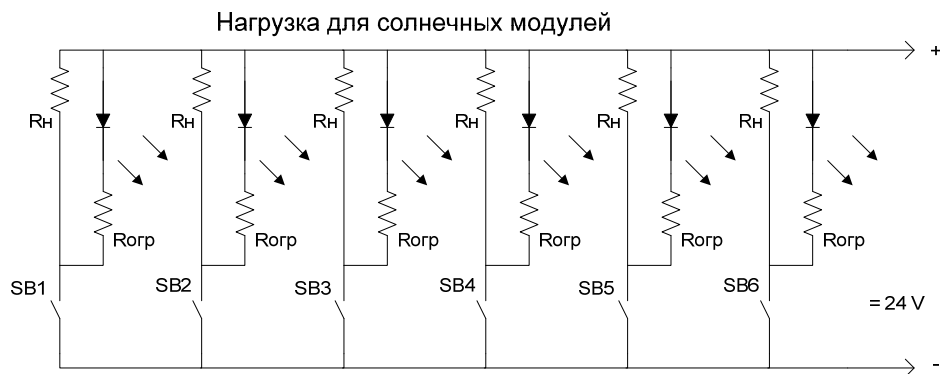 Нагрузка для солнечных модулей
+
Rн Rн Rн Rн Rн Rн
Rогр Rогр Rогр Rогр Rогр Rогр
SB1 SB2 SB3 SB4 SB5 SB6
= 24 V
-